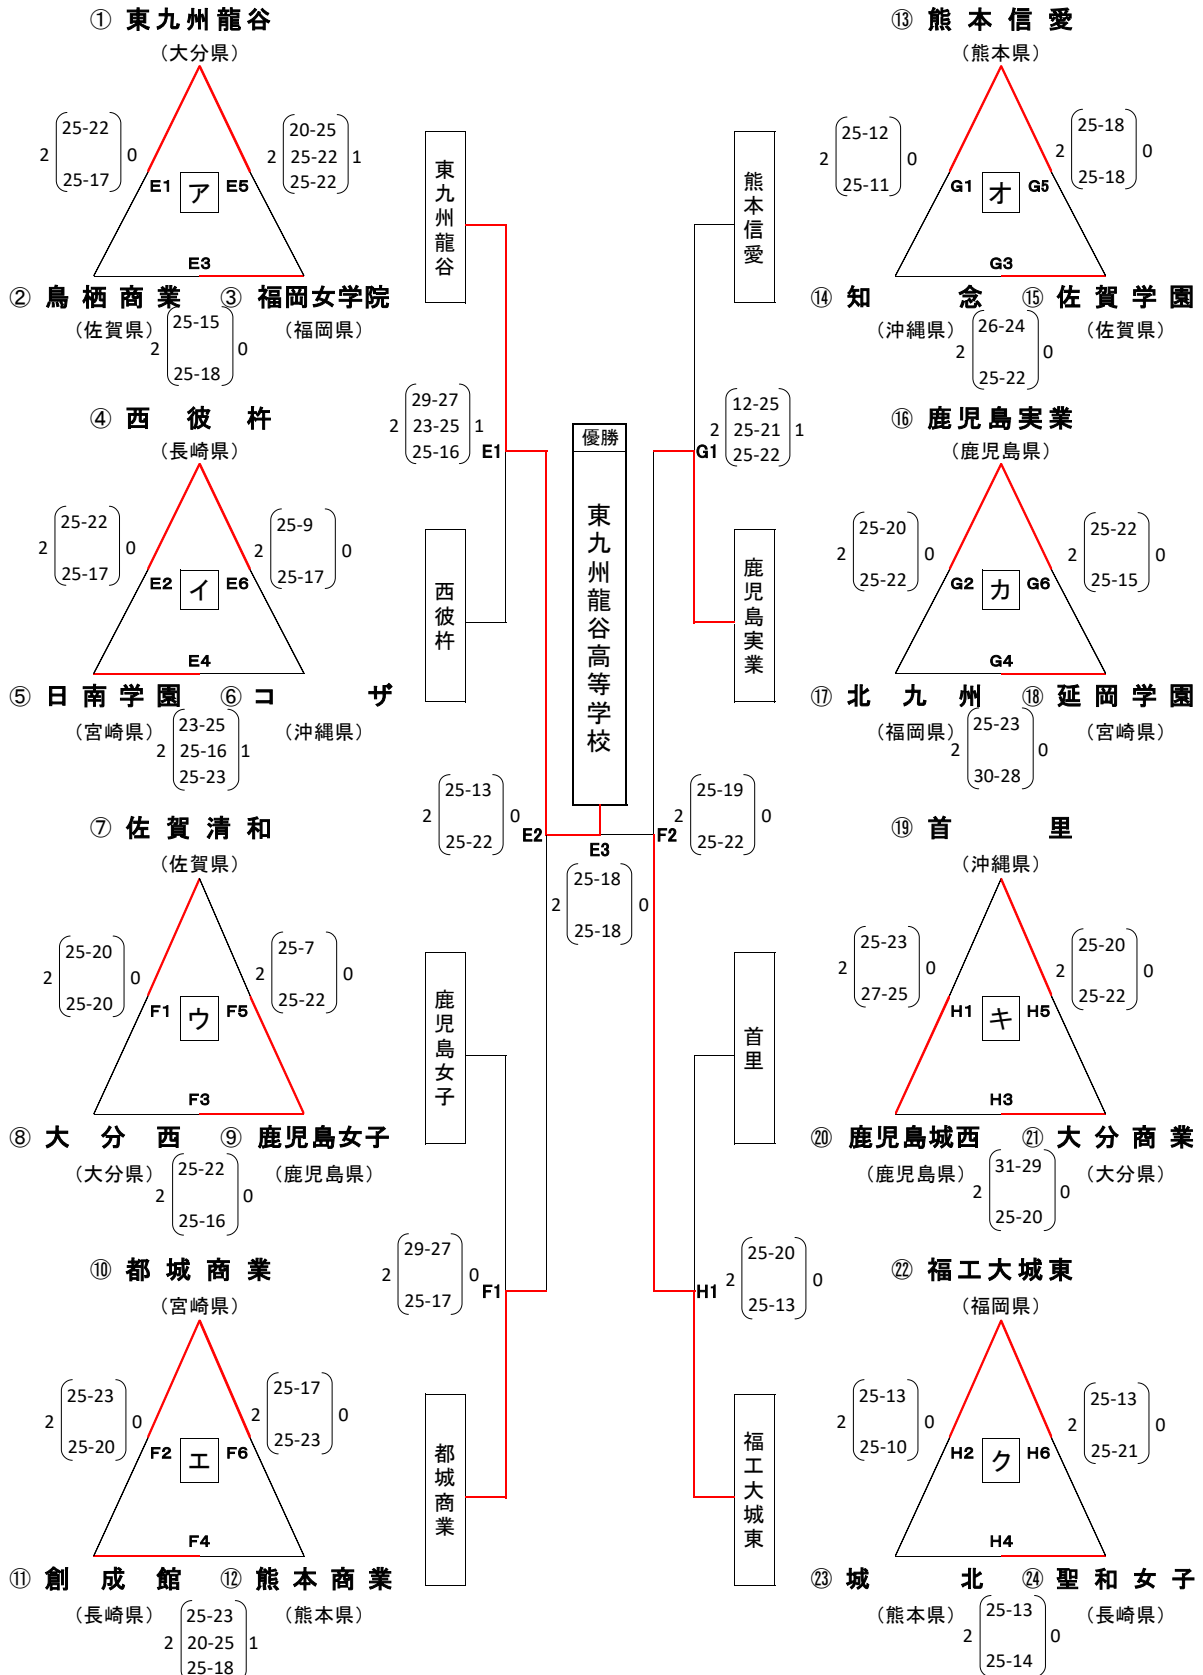 ① 東九州龍谷
（大分県）
2 25-22 25-17 0
2 20-25 25-22 25-22 1
E1 ア E5
E3
② 鳥栖商業 ③ 福岡女学院
（佐賀県） （福岡県）
2 25-15 25-18 0
④ 西彼杵
（長崎県）
2 25-22 25-17 0
2 25-9 25-17 0
E2 イ E6
E4
⑤ 日南学園 ⑥ コザ
（宮崎県） （沖縄県）
2 23-25 25-16 25-23 1
⑦ 佐賀清和
（佐賀県）
2 25-20 25-20 0
2 25-7 25-22 0
F1 ウ F5
F3
⑧ 大分西 ⑨ 鹿児島女子
（大分県） （鹿児島県）
2 25-22 25-16 0
⑩ 都城商業
（宮崎県）
2 25-23 25-20 0
2 25-17 25-23 0
F2 エ F6
F4
⑪ 創成館 ⑫ 熊本商業
（長崎県） （熊本県）
2 25-23 20-25 25-18 1
東九州龍谷
2 29-27 23-25 25-16 1 E1
西彼杵
2 25-13 25-22 0 E2
鹿児島女子
2 29-27 25-17 0 F1
都城商業
優勝
東九州龍谷高等学校
E3
2 25-18 25-18 0
熊本信愛
G1 2 12-25 25-21 25-22 1
鹿児島実業
F2 2 25-19 25-22 0
首里
H1 2 25-20 25-13 0
福工大城東
⑬ 熊本信愛
（熊本県）
2 25-12 25-11 0
2 25-18 25-18 0
G1 オ G5
G3
⑭ 知念 ⑮ 佐賀学園
（沖縄県） （佐賀県）
2 26-24 25-22 0
⑯ 鹿児島実業
（鹿児島県）
2 25-20 25-22 0
2 25-22 25-15 0
G2 カ G6
G4
⑰ 北九州 ⑱ 延岡学園
（福岡県） （宮崎県）
2 25-23 30-28 0
⑲ 首里
（沖縄県）
2 25-23 27-25 0
2 25-20 25-22 0
H1 キ H5
H3
⑳ 鹿児島城西 ㉑ 大分商業
（鹿児島県） （大分県）
2 31-29 25-20 0
㉒ 福工大城東
（福岡県）
2 25-13 25-10 0
2 25-13 25-21 0
H2 ク H6
H4
㉓ 城北 ㉔ 聖和女子
（熊本県） （長崎県）
2 25-13 25-14 0